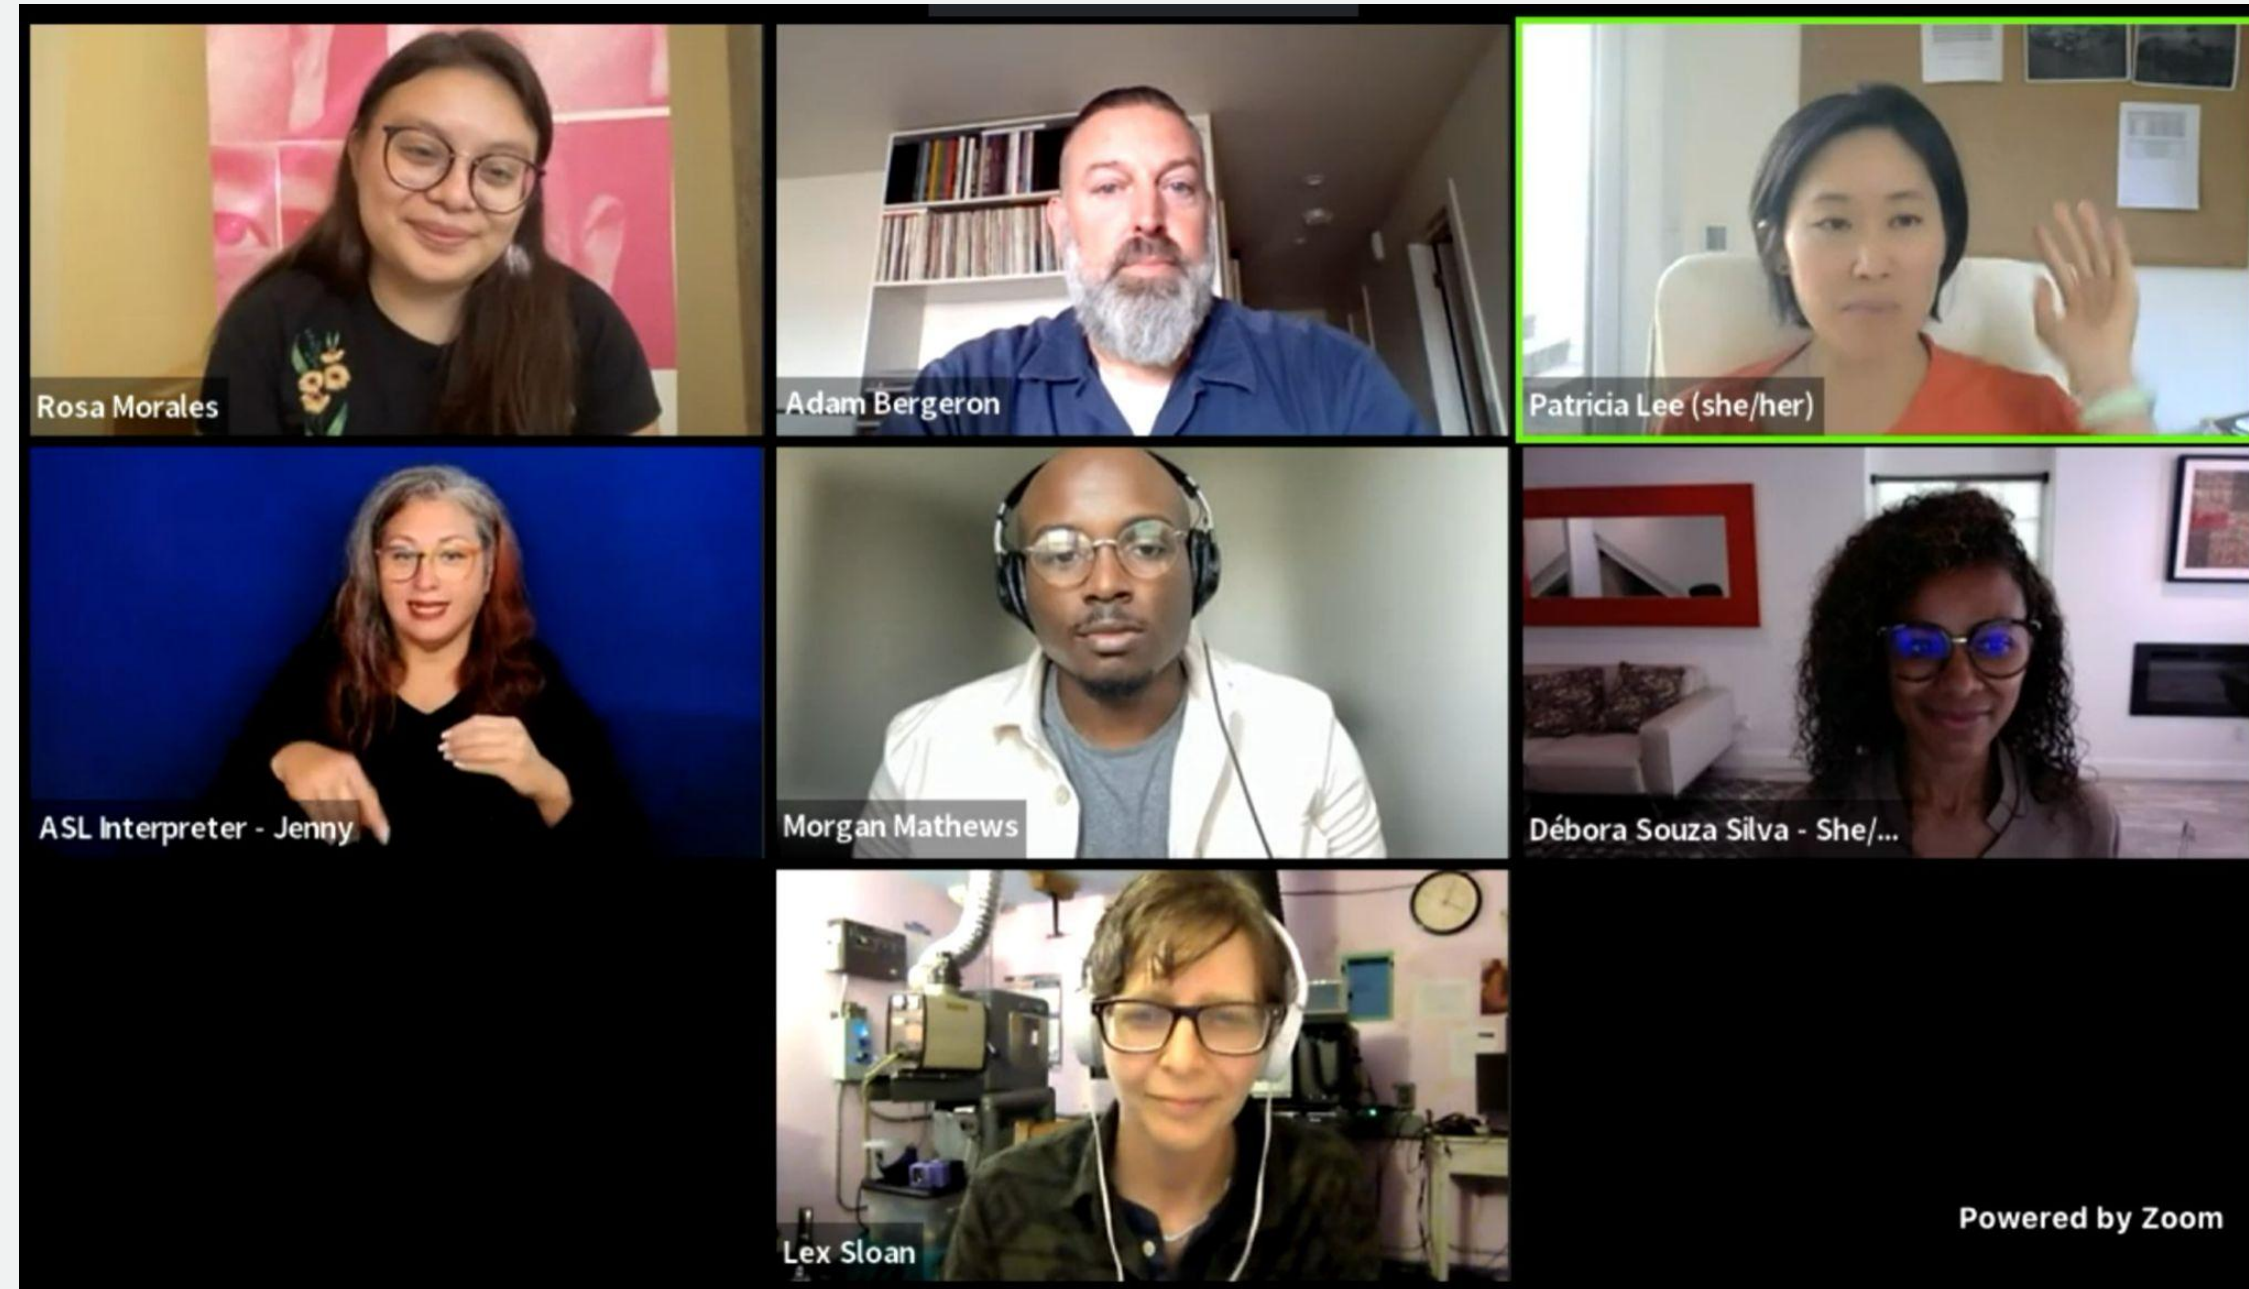 Rosa Morales
Adam Bergeron
Patricia Lee (she/her)
ASL Interpreter - Jenny
Morgan Mathews
Débora Souza Silva - She/...
Lex Sloan
Powered by Zoom